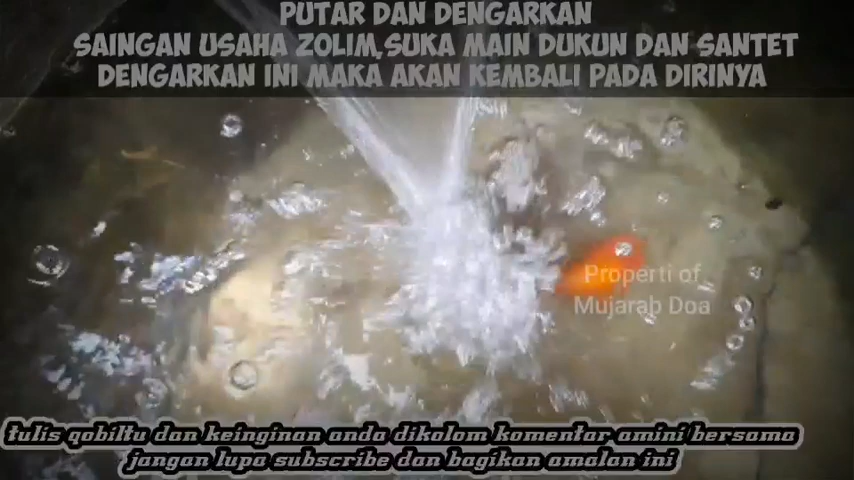 PUTAR DAN DENGARKAN
SAINGAN USAHA ZOLIM,SUKA MAIN DUKUN DAN SANTET
DENGARKAN INI MAKA AKAN KEMBALI PADA DIRINYA
Properti of
Mujarab Doa
tulis qobiltu dan keinginan anda dikolom komentar amini bersama
jangan lupa subscribe dan bagikan amalan ini